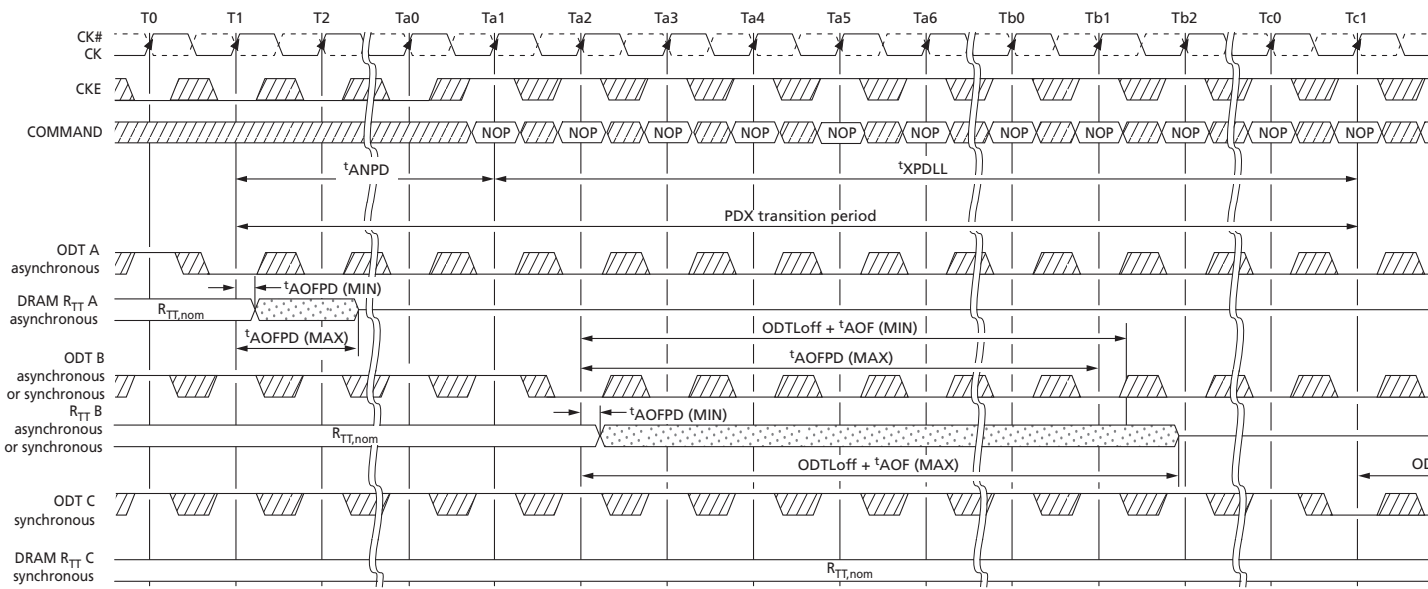 T0 T1 T2 Ta0 Ta1 Ta2 Ta3 Ta4 Ta5 Ta6 Tb0 Tb1 Tb2 Tc0 Tc1
CK#
CK
CKE
COMMAND NOP NOP NOP NOP NOP NOP NOP NOP NOP NOP NOP
tANPD tXPDLL
PDX transition period
ODT A
asynchronous
tAOFPD (MIN)
DRAM RTT A
asynchronous
RTT,nom
tAOFPD (MAX)
ODTLoff + tAOF (MIN)
tAOFPD (MAX)
ODT B
asynchronous
or synchronous
tAOFPD (MIN)
RTT B
asynchronous
or synchronous
RTT,nom
ODTLoff + tAOF (MAX)
OD
ODT C
synchronous
DRAM RTT C
synchronous
RTT,nom